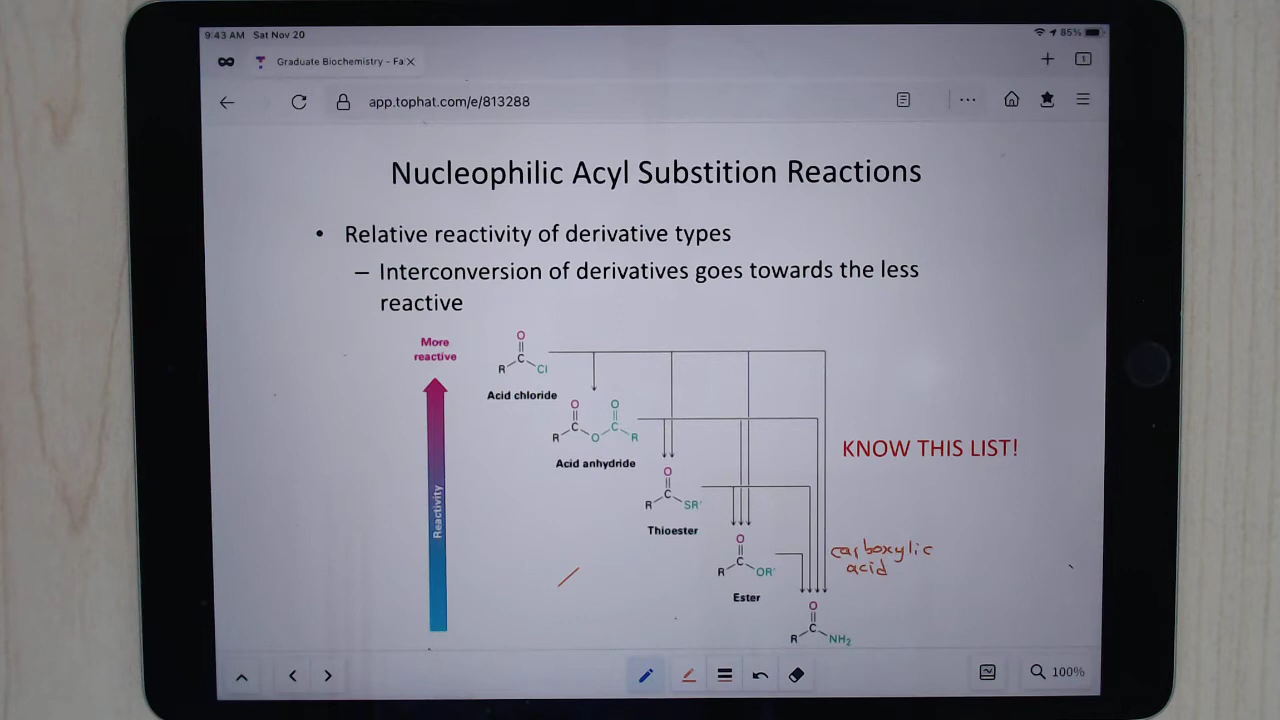 9:43 AM Sat Nov 20
85%
Graduate Biochemistry - Fa
1
app.tophat.com/e/813288
Nucleophilic Acyl Substition Reactions
• Relative reactivity of derivative types
– Interconversion of derivatives goes towards the less
reactive
More
reactive
Reactivity
O
C
R Cl
Acid chloride
O O
C C
R O R
Acid anhydride
KNOW THIS LIST!
O
C
R SR'
Thioester
O
C
R OR'
Ester
carboxylic
acid
O
C
R NH₂
100%